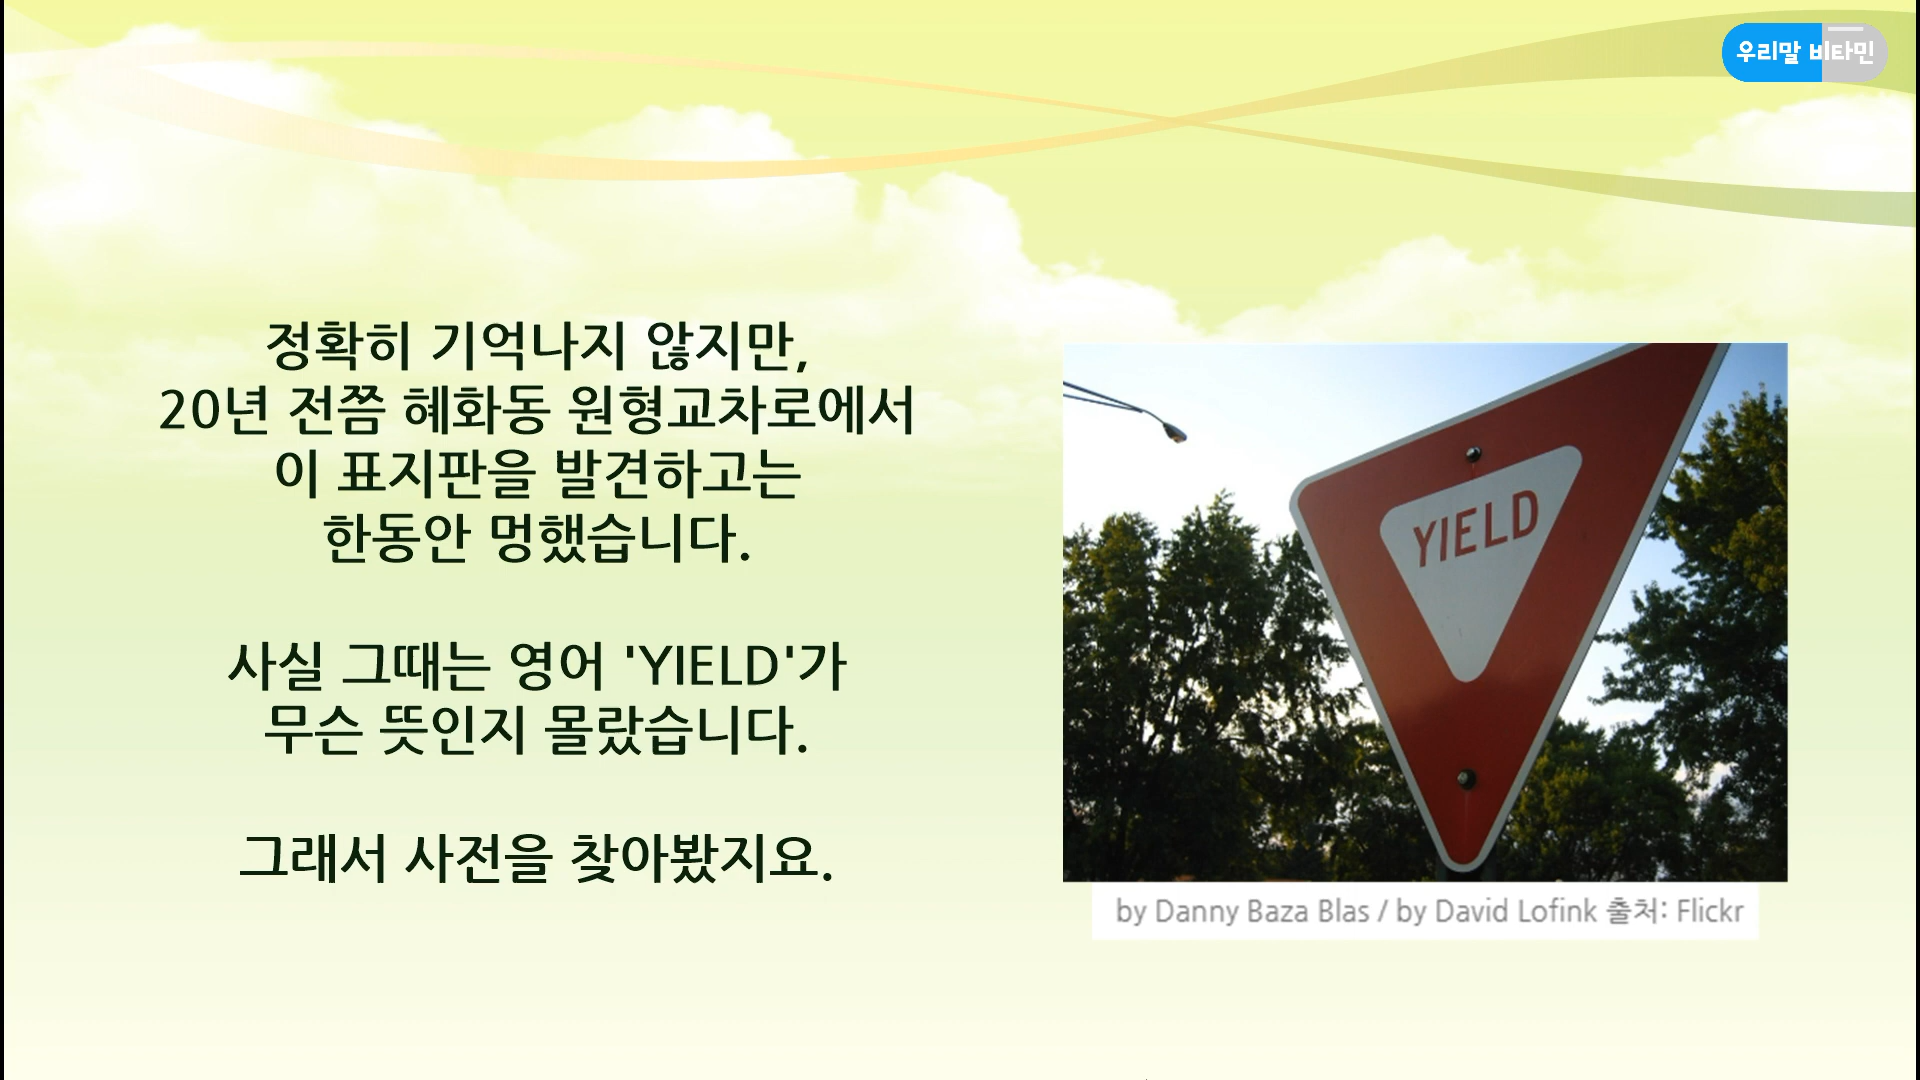 우리말 비타민
정확히 기억나지 않지만,
20년 전쯤 혜화동 원형교차로에서
이 표지판을 발견하고는
한동안 멍했습니다.
사실 그때는 영어 'YIELD'가
무슨 뜻인지 몰랐습니다.
그래서 사전을 찾아봤지요.
YIELD
by Danny Baza Blas / by David Lofink 출처: Flickr